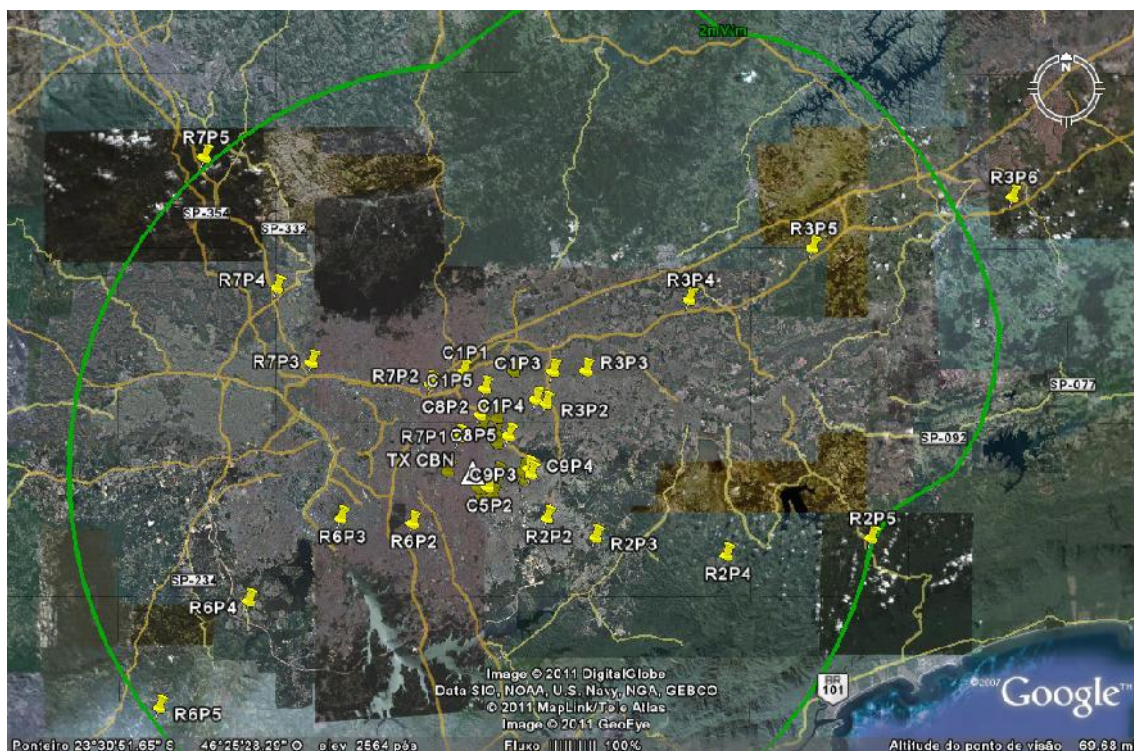 2mV/m
N
R7P5
R3P6
SP-354
SP-332
R3P5
R7P4
R3P4
C1P1
R7P3
C1P3
R3P3
R7P2
C1P5
SP-077
C8P2
C1P4
R3P2
R7P1
C8P5
SP-092
TX CBN
C9P3
C9P4
C5P2
R2P5
R6P3
R6P2
R2P2
R2P3
R2P4
SP-234
R6P4
Image © 2011 DigitalGlobe
Data SIO, NOAA, U.S. Navy, NGA, GEBCO
© 2011 MapLink/Tele Atlas
Image © 2011 GeoEye
BR
101
©2007 Google™
R6P5
Ponteiro 23°30'51.65" S 46°25'28.29" O elev 2564 pés Fluxo ||||||||| 100% Altitude do ponto de visão 69.68 m